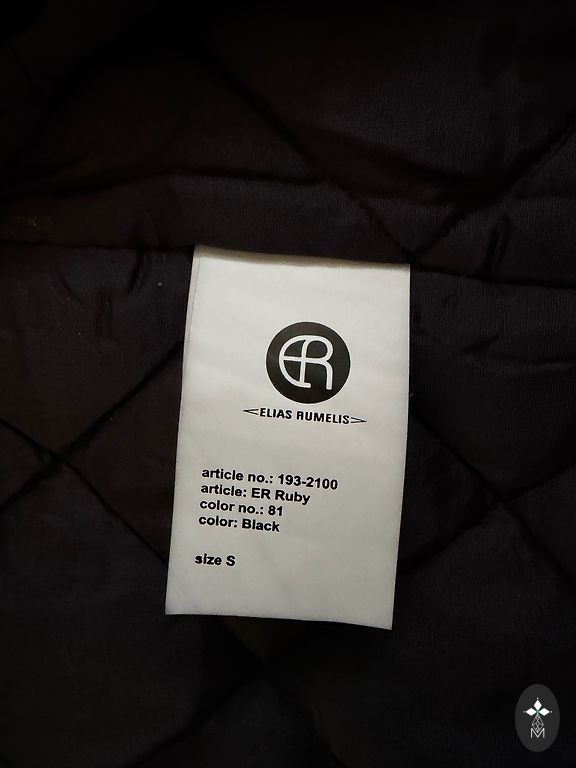 ER
<ELIAS RUMELIS>
article no.: 193-2100
article: ER Ruby
color no.: 81
color: Black
size S
M